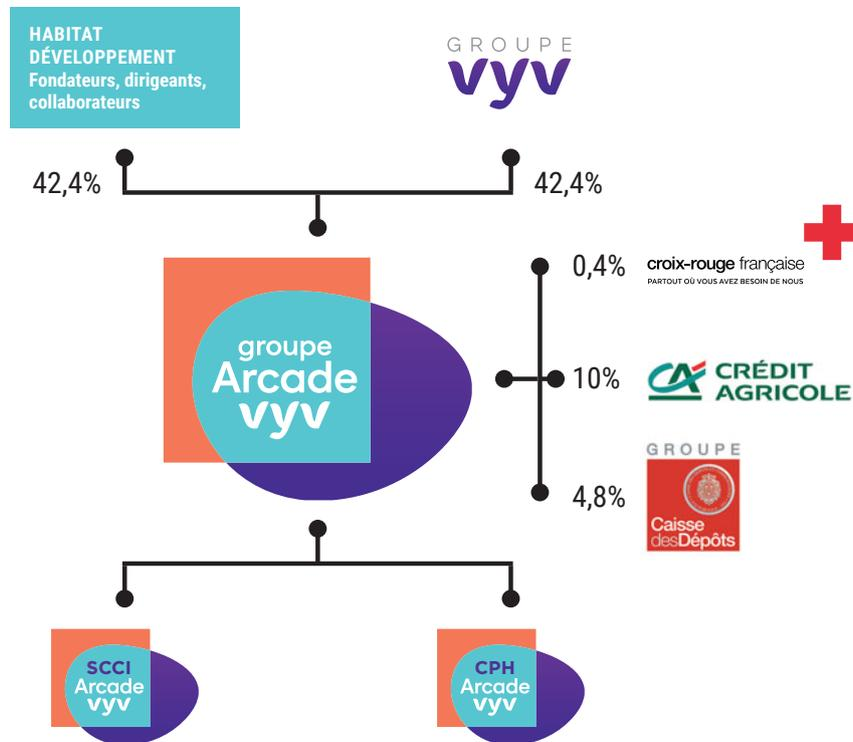 HABITAT
DÉVELOPPEMENT
Fondateurs, dirigeants,
collaborateurs
GROUPE
vyv
42,4%
42,4%
0,4%
croix-rouge française
PARTOUT OÙ VOUS AVEZ BESOIN DE NOUS
groupe
Arcade
vyv
10%
CA CRÉDIT
AGRICOLE
GROUPE
4,8%
Caisse
desDépôts
SCCI
Arcade
vyv
CPH
Arcade
vyv